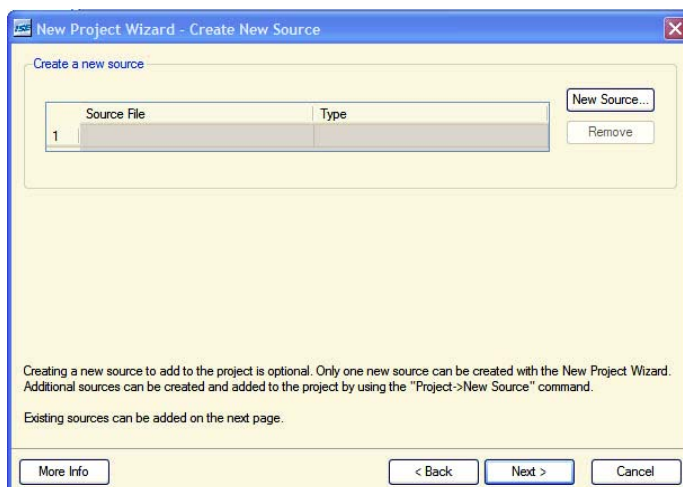 ISE New Project Wizard - Create New Source
Create a new source
Source File Type
1
New Source...
Remove
Creating a new source to add to the project is optional. Only one new source can be created with the New Project Wizard.
Additional sources can be created and added to the project by using the "Project->New Source" command.
Existing sources can be added on the next page.
More Info < Back Next > Cancel